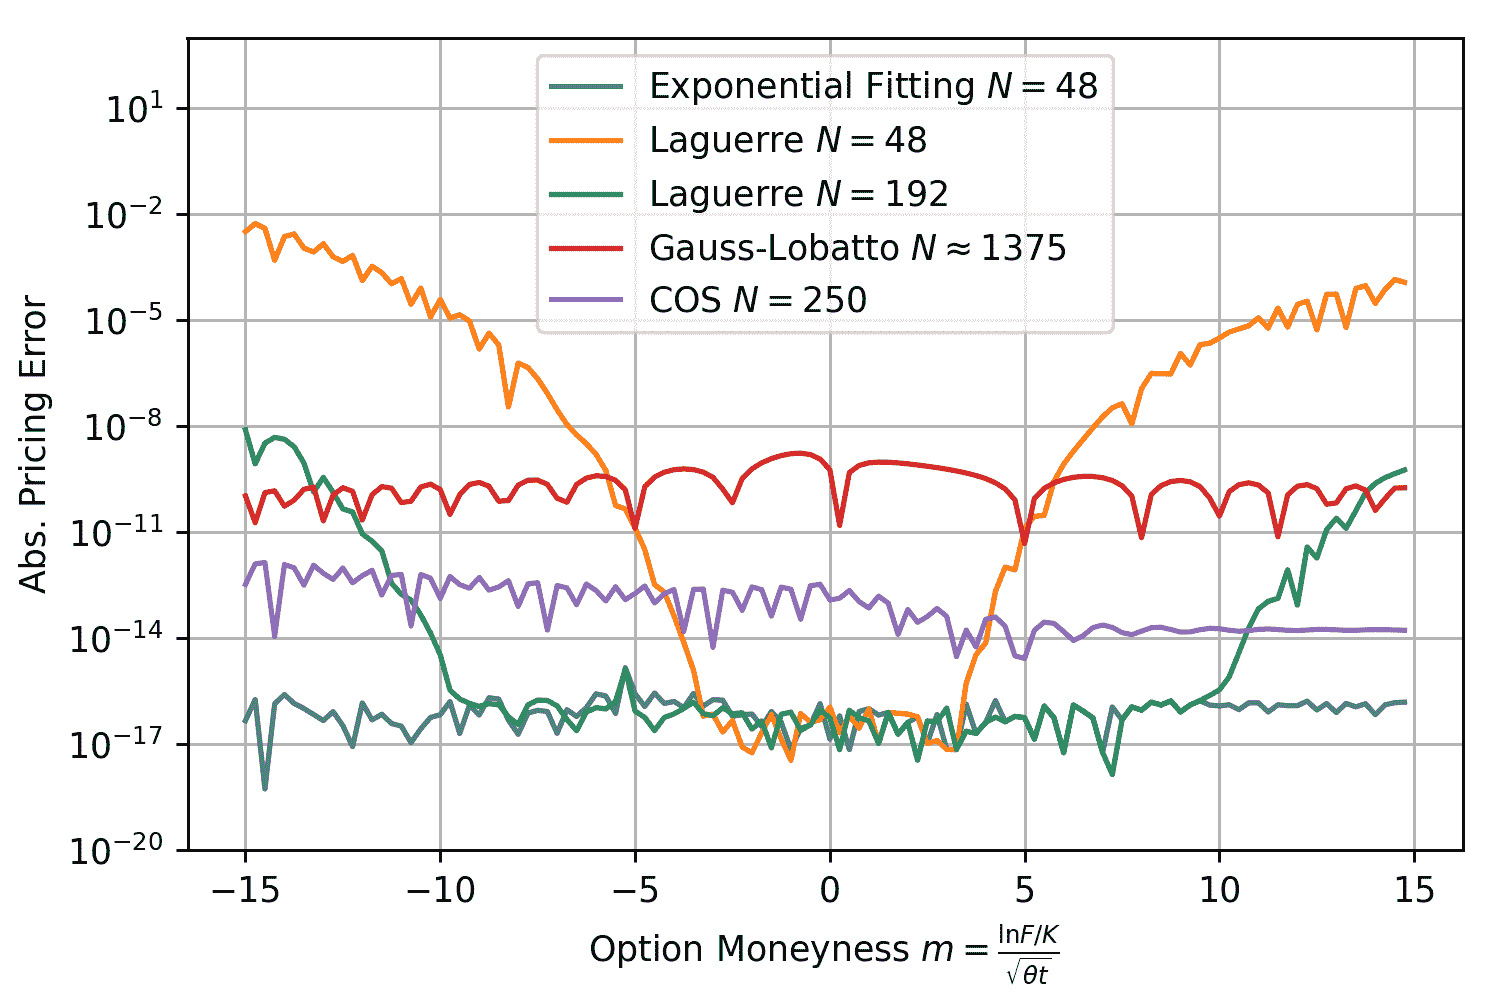 Exponential Fitting N = 48
Laguerre N = 48
Laguerre N = 192
Gauss-Lobatto N ≈ 1375
COS N = 250
Abs. Pricing Error
10^1
10^−2
10^−5
10^−8
10^−11
10^−14
10^−17
10^−20
−15 −10 −5 0 5 10 15
Option Moneyness m = lnF/K / √θt